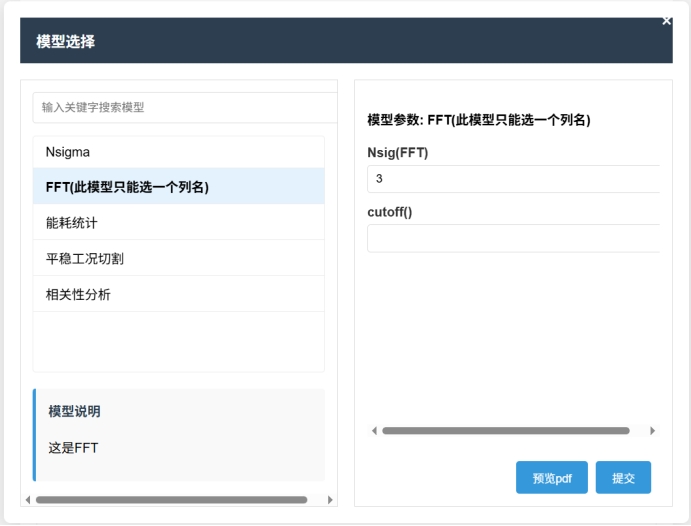 ×
模型选择
输入关键字搜索模型
Nsigma
FFT(此模型只能选一个列名)
能耗统计
平稳工况切割
相关性分析
模型说明
这是FFT
模型参数: FFT(此模型只能选一个列名)
Nsig(FFT)
3
cutoff()
预览pdf
提交